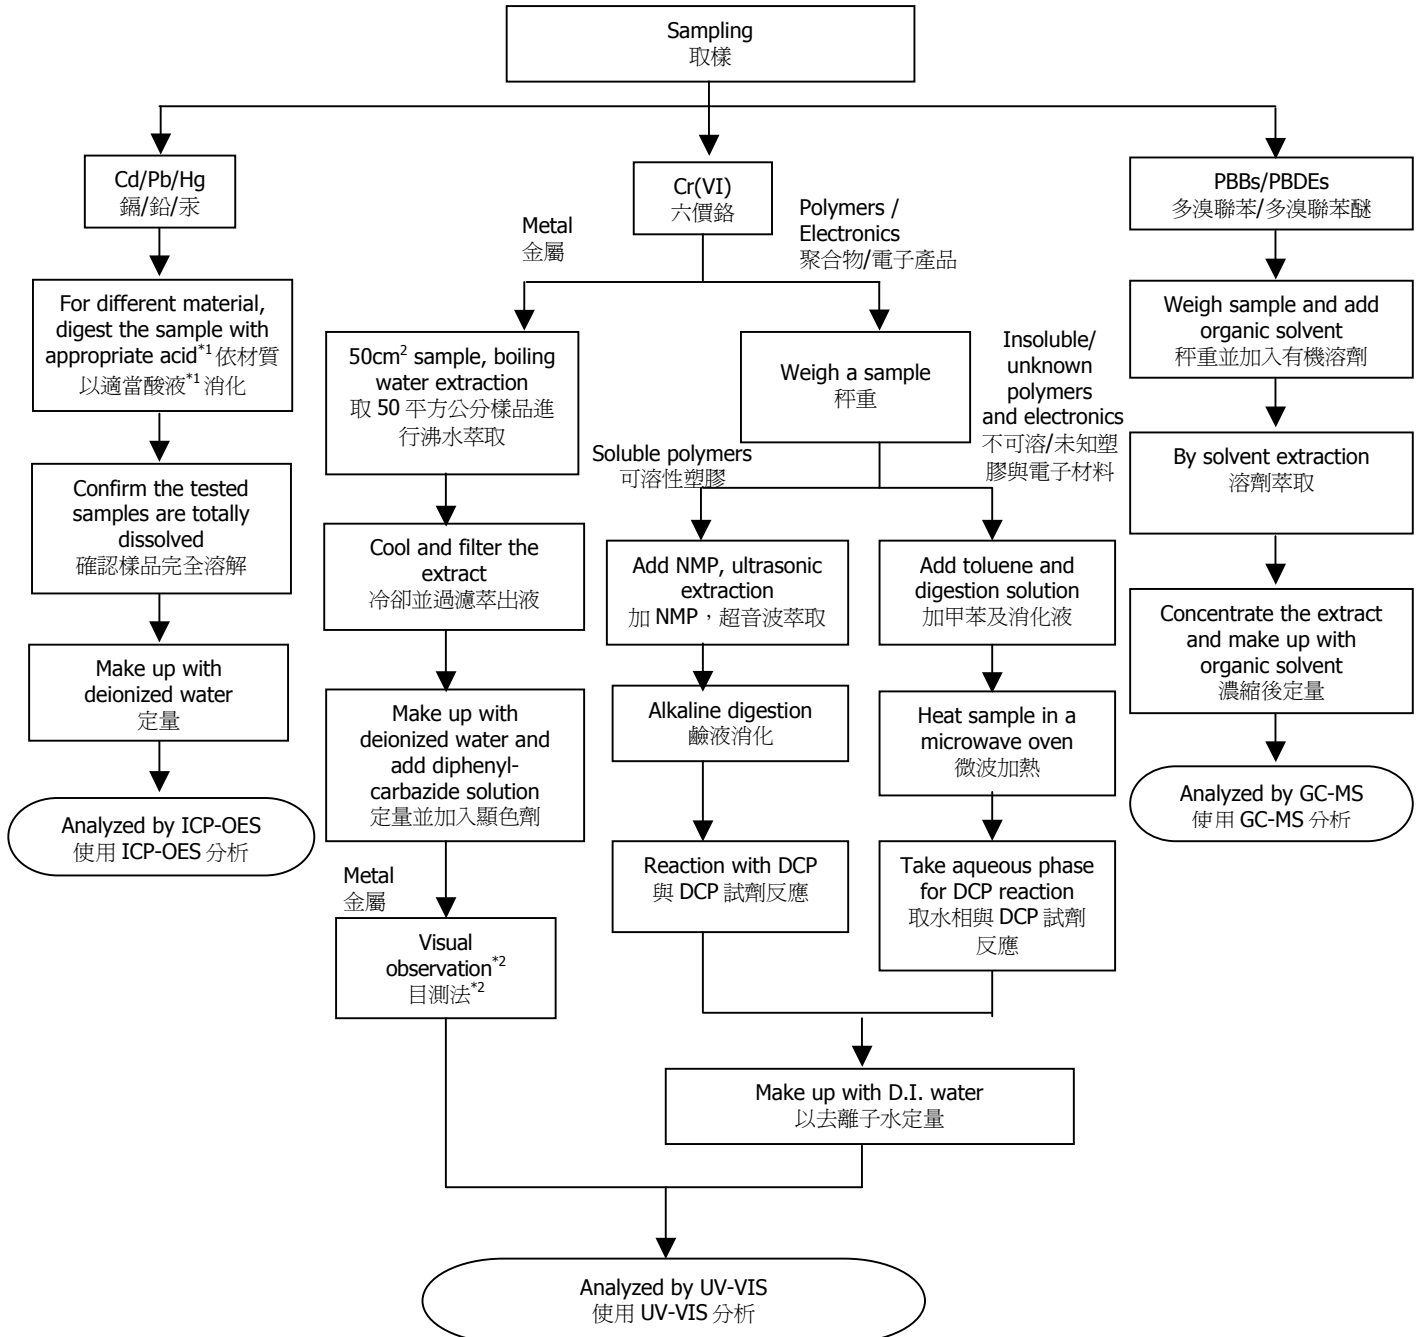 Sampling
取樣
Cd/Pb/Hg
鎘/鉛/汞
For different material,
digest the sample with
appropriate acid*1 依材質
以適當酸液*1 消化
Confirm the tested
samples are totally
dissolved
確認樣品完全溶解
Make up with
deionized water
定量
Analyzed by ICP-OES
使用 ICP-OES 分析
Cr(VI)
六價鉻
Metal
金屬
50cm² sample, boiling
water extraction
取 50 平方公分樣品進
行沸水萃取
Cool and filter the
extract
冷卻並過濾萃出液
Make up with
deionized water and
add diphenyl-
carbazide solution
定量並加入顯色劑
Metal
金屬
Visual
observation*2
目測法*2
Polymers /
Electronics
聚合物/電子產品
Weigh a sample
秤重
Soluble polymers
可溶性塑膠
Add NMP, ultrasonic
extraction
加 NMP，超音波萃取
Alkaline digestion
鹼液消化
Reaction with DCP
與 DCP 試劑反應
Insoluble/
unknown
polymers
and electronics
不可溶/未知塑
膠與電子材料
Add toluene and
digestion solution
加甲苯及消化液
Heat sample in a
microwave oven
微波加熱
Take aqueous phase
for DCP reaction
取水相與 DCP 試劑
反應
Make up with D.I. water
以去離子水定量
Analyzed by UV-VIS
使用 UV-VIS 分析
PBBs/PBDEs
多溴聯苯/多溴聯苯醚
Weigh sample and add
organic solvent
秤重並加入有機溶劑
By solvent extraction
溶劑萃取
Concentrate the extract
and make up with
organic solvent
濃縮後定量
Analyzed by GC-MS
使用 GC-MS 分析